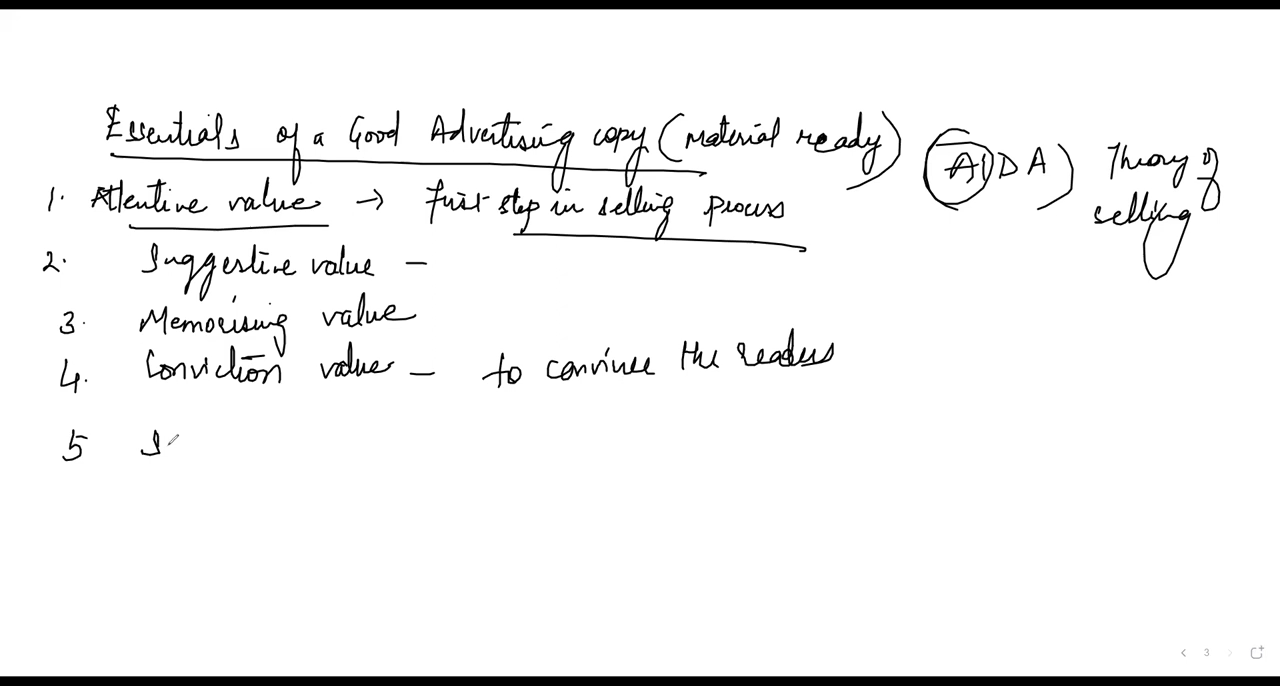 Essentials of a Good Advertising copy (material ready) AIDA) Theory of selling
1. Attentive value → First step in selling process
2. Suggestive value –
3. Memorising value
4. Conviction value – to convince the readers
5 S
3